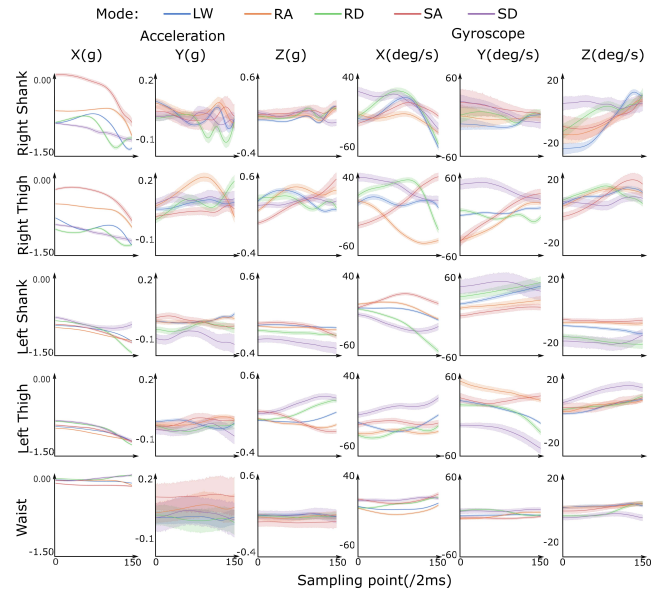 Mode: LW RA RD SA SD
Acceleration Gyroscope
X(g) Y(g) Z(g) X(deg/s) Y(deg/s) Z(deg/s)
Right Shank
0.00 0.2 0.6 40 60 20
-1.50 -0.1 -0.4 -60 -60 -20
Right Thigh
0.00 0.2 0.6 40 60 20
-1.50 -0.1 -0.4 -60 -60 -20
Left Shank
0.00 0.2 0.6 40 60 20
-1.50 -0.1 -0.4 -60 -60 -20
Left Thigh
0.00 0.2 0.6 40 60 20
-1.50 -0.1 -0.4 -60 -60 -20
Waist
0.00 0.2 0.6 40 60 20
-1.50 -0.1 -0.4 -60 -60 -20
0 150 0 150 0 150 0 150 0 150 0 150
Sampling point(/2ms)